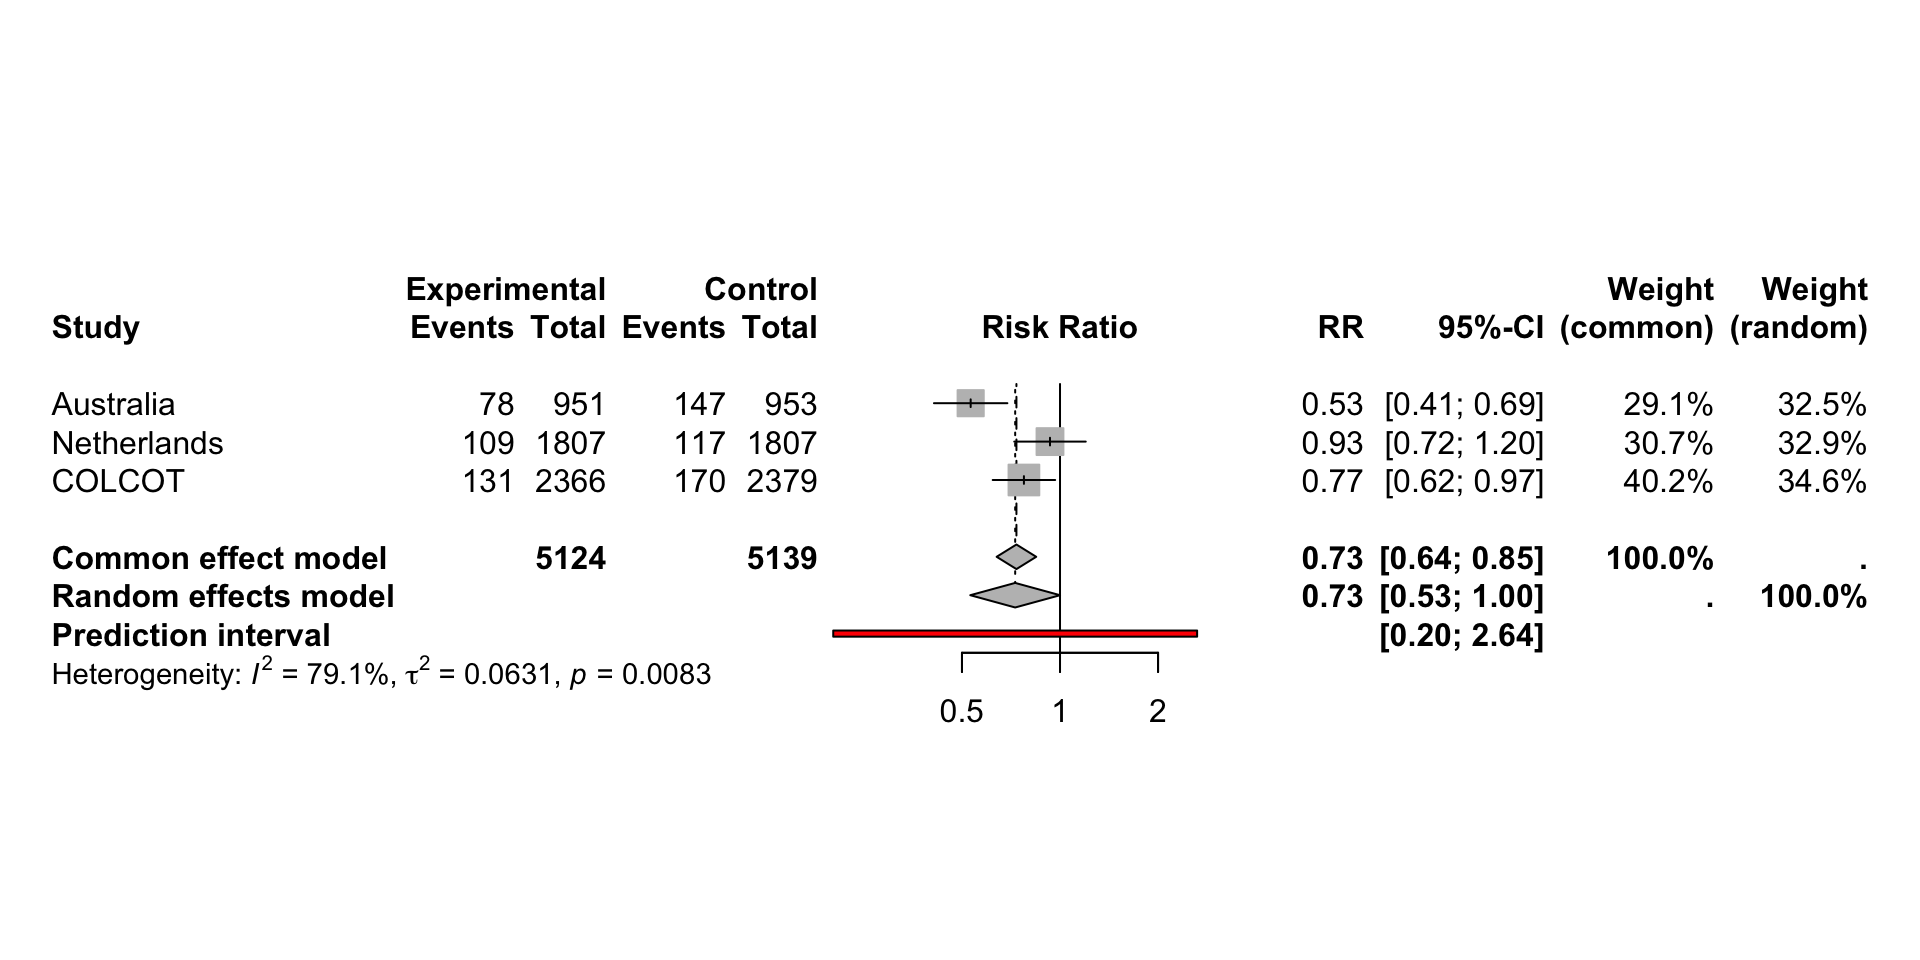 Experimental Control Weight Weight
Study Events Total Events Total Risk Ratio RR 95%-CI (common) (random)
Australia 78 951 147 953 0.53 [0.41; 0.69] 29.1% 32.5%
Netherlands 109 1807 117 1807 0.93 [0.72; 1.20] 30.7% 32.9%
COLCOT 131 2366 170 2379 0.77 [0.62; 0.97] 40.2% 34.6%
Common effect model 5124 5139 0.73 [0.64; 0.85] 100.0% .
Random effects model 0.73 [0.53; 1.00] . 100.0%
Prediction interval [0.20; 2.64]
Heterogeneity: I² = 79.1%, τ² = 0.0631, p = 0.0083
0.5 1 2